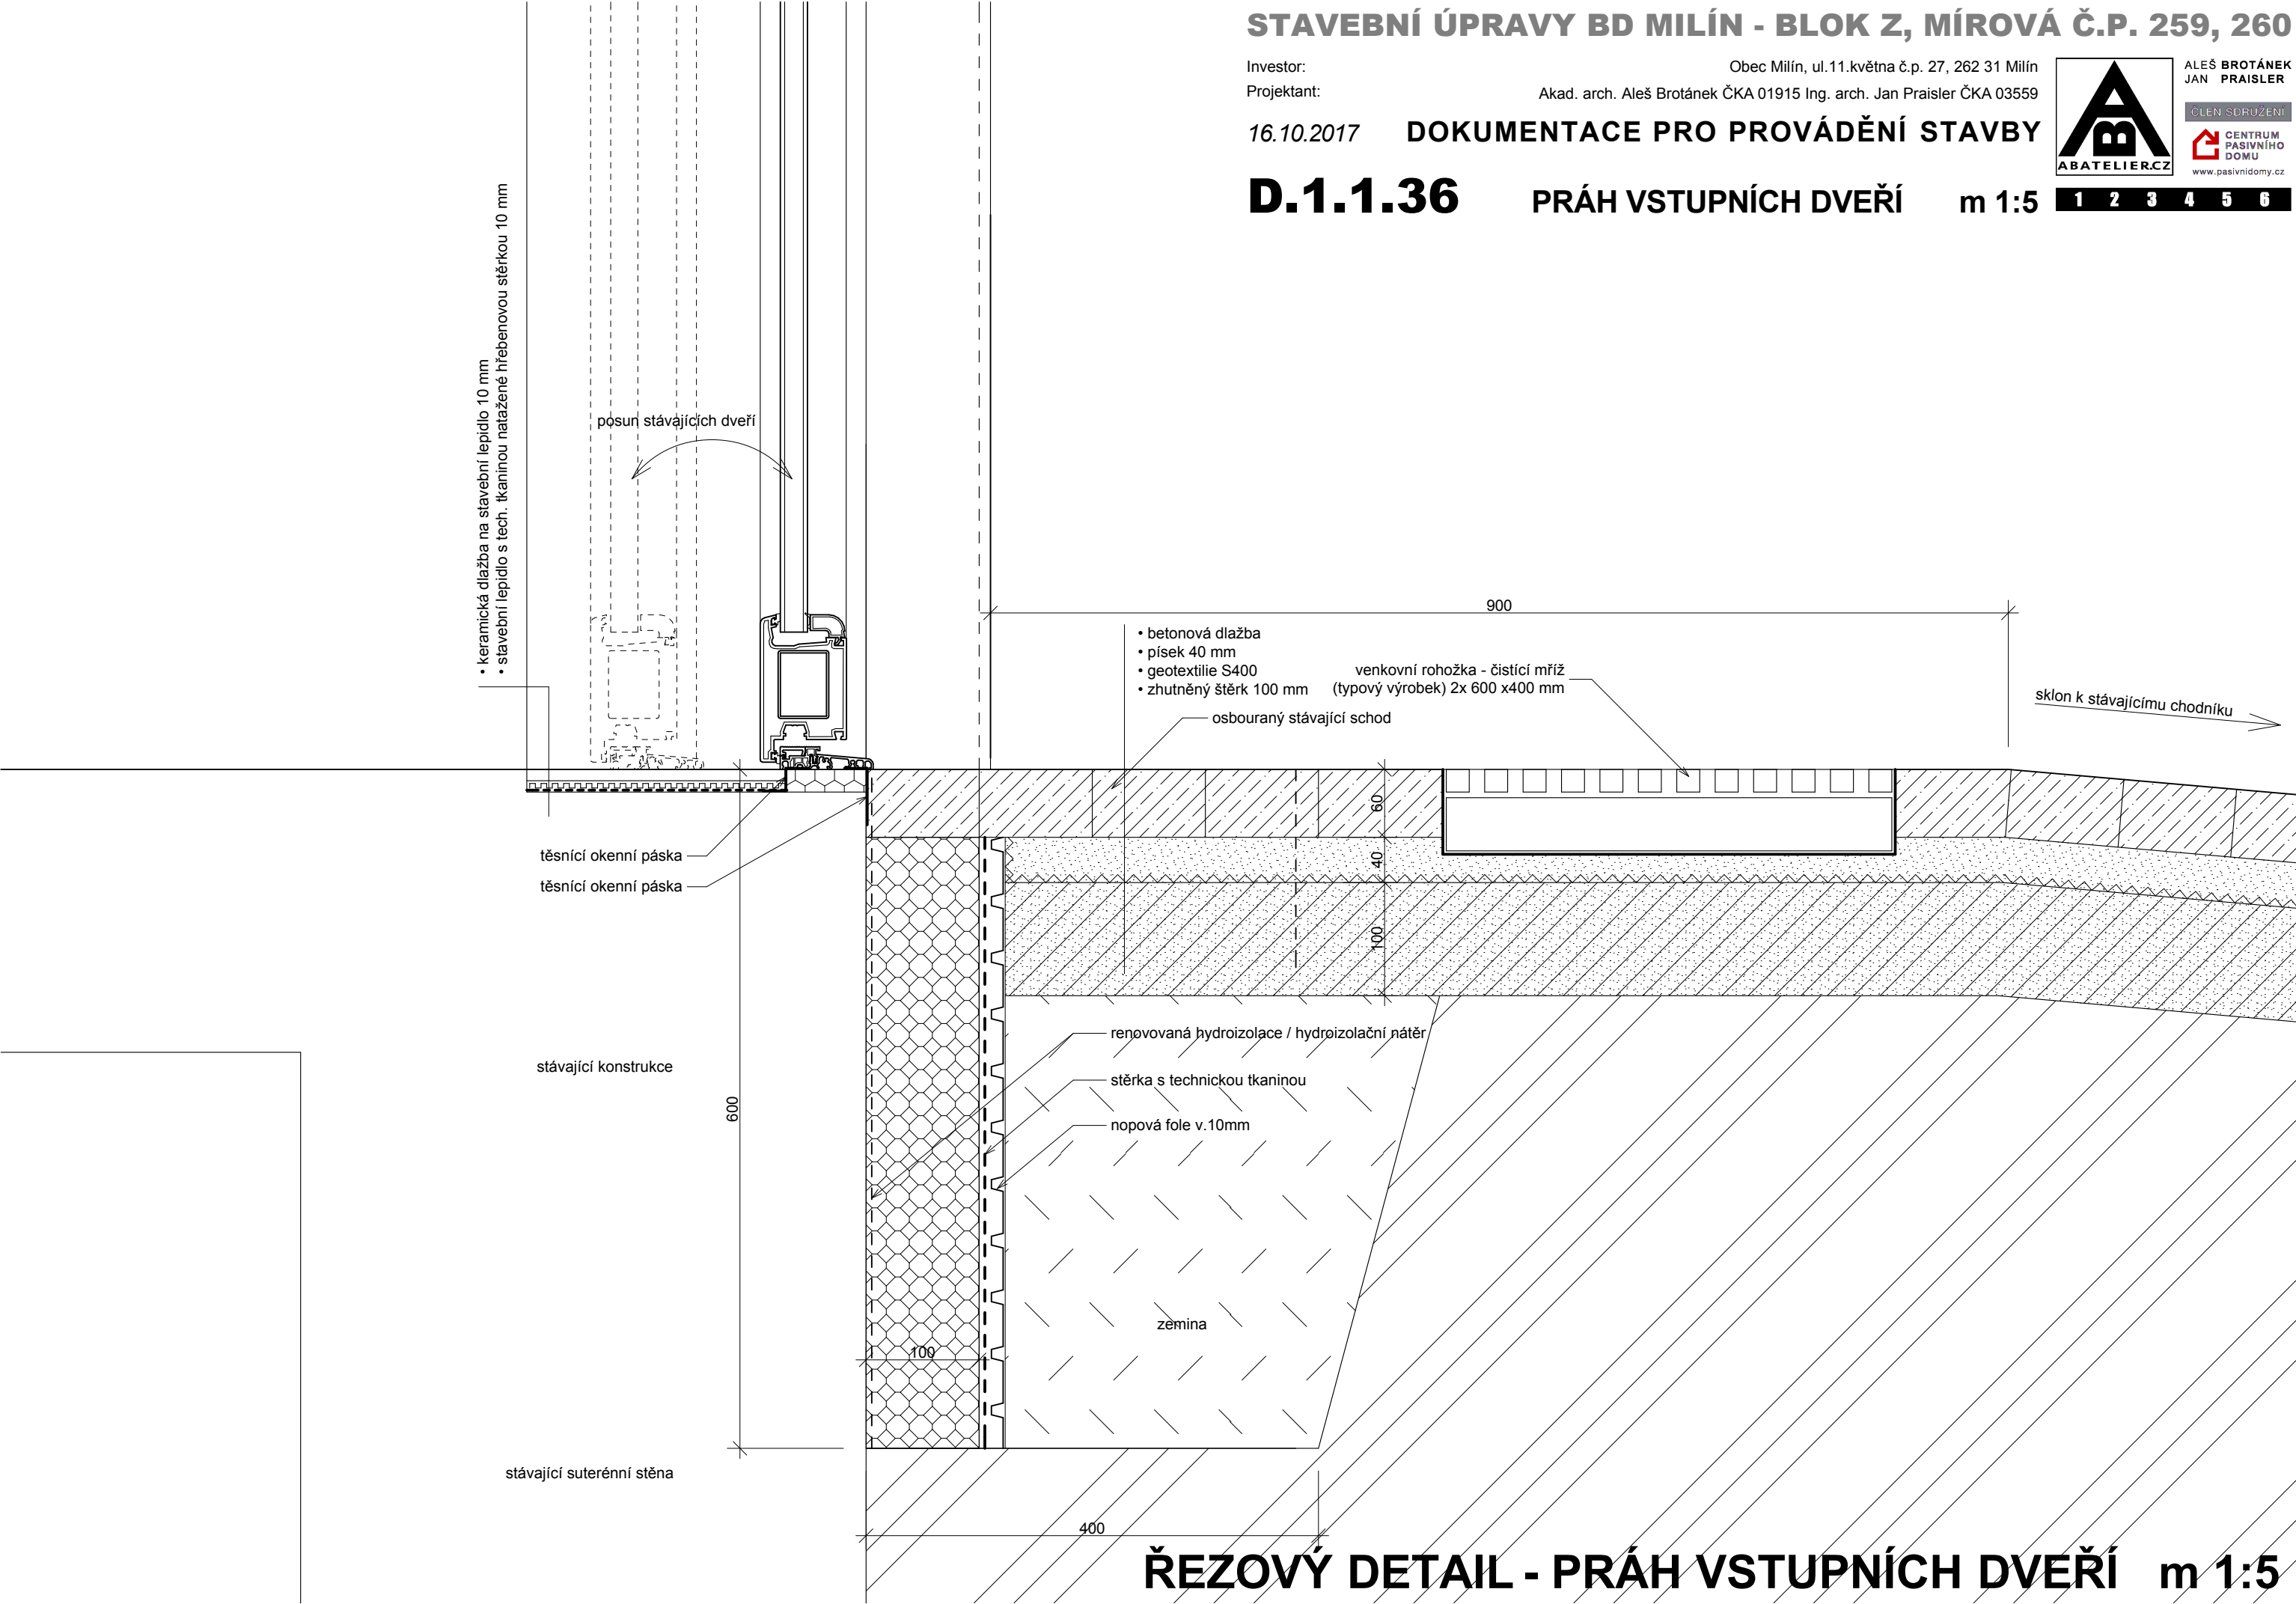 STAVEBNÍ ÚPRAVY BD MILÍN - BLOK Z, MÍROVÁ Č.P. 259, 260
Investor:
Obec Milín, ul.11.května č.p. 27, 262 31 Milín
Projektant:
Akad. arch. Aleš Brotánek ČKA 01915 Ing. arch. Jan Praisler ČKA 03559
16.10.2017 DOKUMENTACE PRO PROVÁDĚNÍ STAVBY
D.1.1.36 PRÁH VSTUPNÍCH DVEŘÍ m 1:5
ABATELIER.CZ
ALEŠ BROTÁNEK
JAN PRAISLER
ČLEN SDRUŽENÍ
CENTRUM
PASIVNÍHO
DOMU
www.pasivnidomy.cz
1 2 3 4 5 6
• keramická dlažba na stavební lepidlo 10 mm
• stavební lepidlo s tech. tkaninou natažené hřebenovou stěrkou 10 mm
posun stávajících dveří
900
• betonová dlažba
• písek 40 mm
• geotextilie S400
• zhutněný štěrk 100 mm
venkovní rohožka - čistící mříž
(typový výrobek) 2x 600 x400 mm
osbouraný stávající schod
sklon k stávajícímu chodníku
60
40
100
těsnící okenní páska
těsnící okenní páska
stávající konstrukce
600
renovovaná hydroizolace / hydroizolační nátěr
stěrka s technickou tkaninou
nopová fole v.10mm
zemina
100
stávající suterénní stěna
400
ŘEZOVÝ DETAIL - PRÁH VSTUPNÍCH DVEŘÍ m 1:5